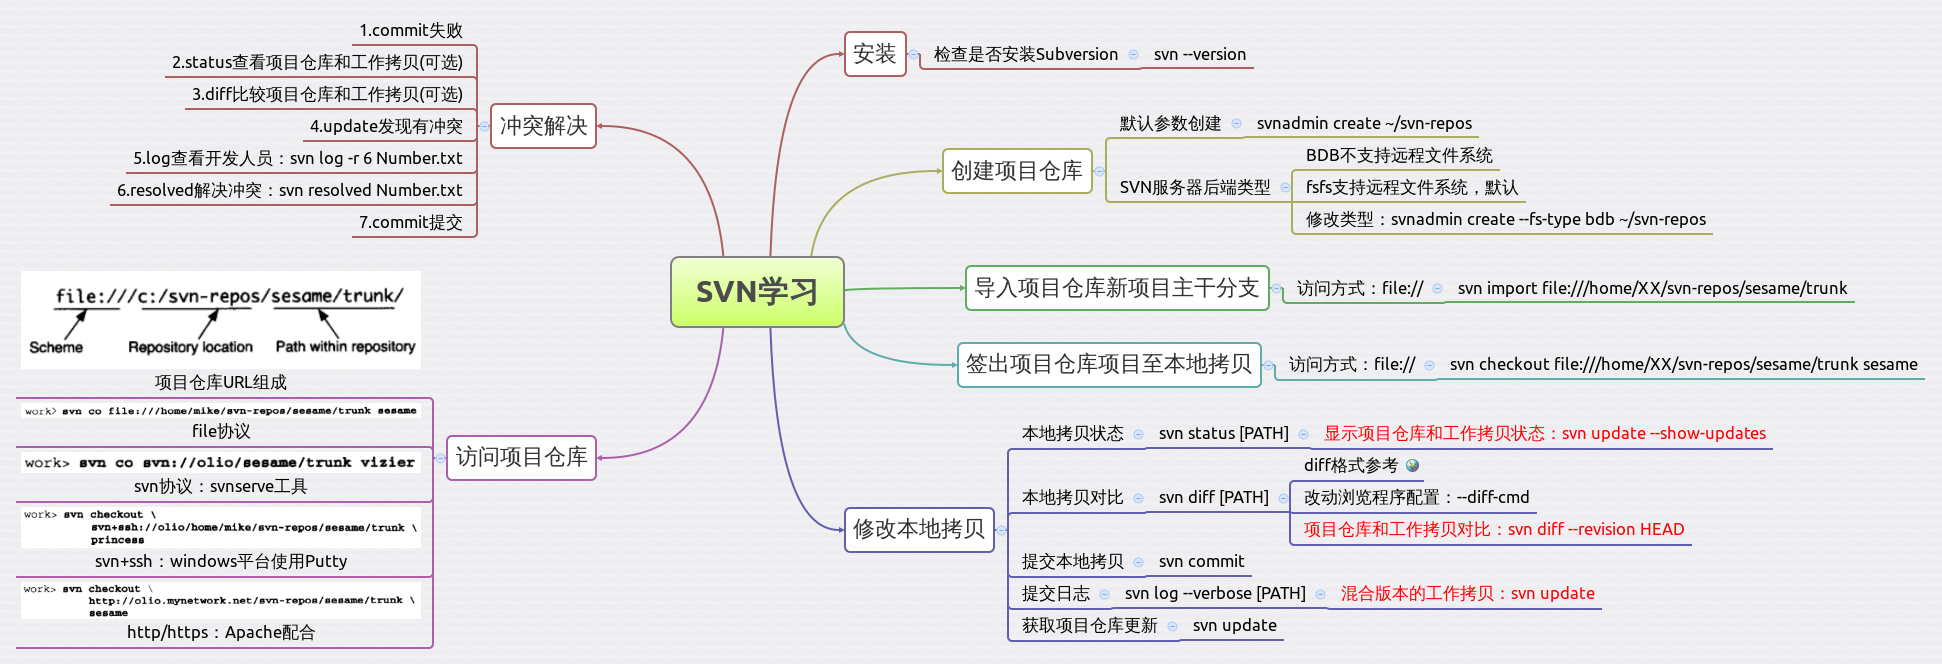 SVN学习
安装
检查是否安装Subversion
svn --version
创建项目仓库
默认参数创建
svnadmin create ~/svn-repos
SVN服务器后端类型
BDB不支持远程文件系统
fsfs支持远程文件系统，默认
修改类型：svnadmin create --fs-type bdb ~/svn-repos
导入项目仓库新项目主干分支
访问方式：file://
svn import file:///home/XX/svn-repos/sesame/trunk
签出项目仓库项目至本地拷贝
访问方式：file://
svn checkout file:///home/XX/svn-repos/sesame/trunk sesame
修改本地拷贝
本地拷贝状态
svn status [PATH]
显示项目仓库和工作拷贝状态：svn update --show-updates
本地拷贝对比
svn diff [PATH]
diff格式参考
改动浏览程序配置：--diff-cmd
项目仓库和工作拷贝对比：svn diff --revision HEAD
提交本地拷贝
svn commit
提交日志
svn log --verbose [PATH]
混合版本的工作拷贝：svn update
获取项目仓库更新
svn update
冲突解决
1.commit失败
2.status查看项目仓库和工作拷贝(可选)
3.diff比较项目仓库和工作拷贝(可选)
4.update发现有冲突
5.log查看开发人员：svn log -r 6 Number.txt
6.resolved解决冲突：svn resolved Number.txt
7.commit提交
访问项目仓库
file:///c:/svn-repos/sesame/trunk/
Scheme
Repository location
Path within repository
项目仓库URL组成
work> svn co file:///home/mike/svn-repos/sesame/trunk sesame
file协议
work> svn co svn://olio/sesame/trunk vizier
svn协议：svnserve工具
work> svn checkout \
svn+ssh://olio/home/mike/svn-repos/sesame/trunk \
princess
svn+ssh：windows平台使用Putty
work> svn checkout \
http://olio.mynetwork.net/svn-repos/sesame/trunk \
sesame
http/https：Apache配合